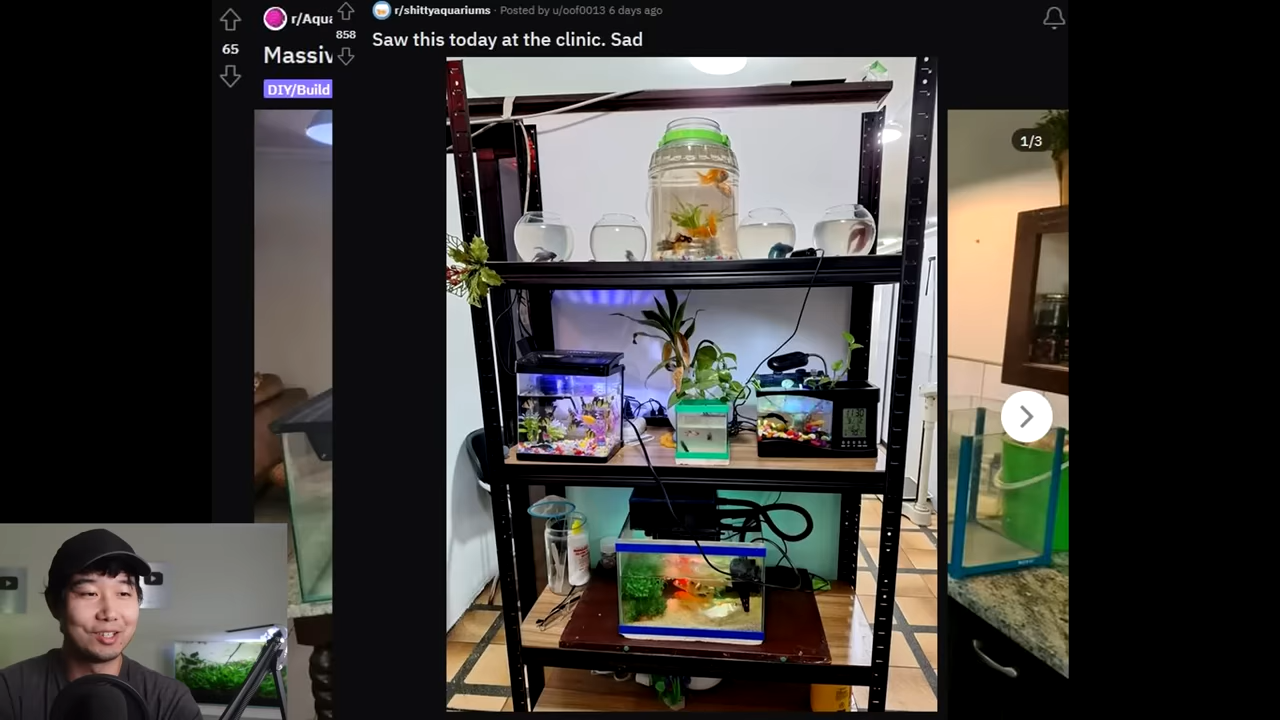 65
r/Aqua
Massiv
DIY/Build
858
r/shittyaquariums · Posted by u/oof0013 6 days ago
Saw this today at the clinic. Sad
1/3